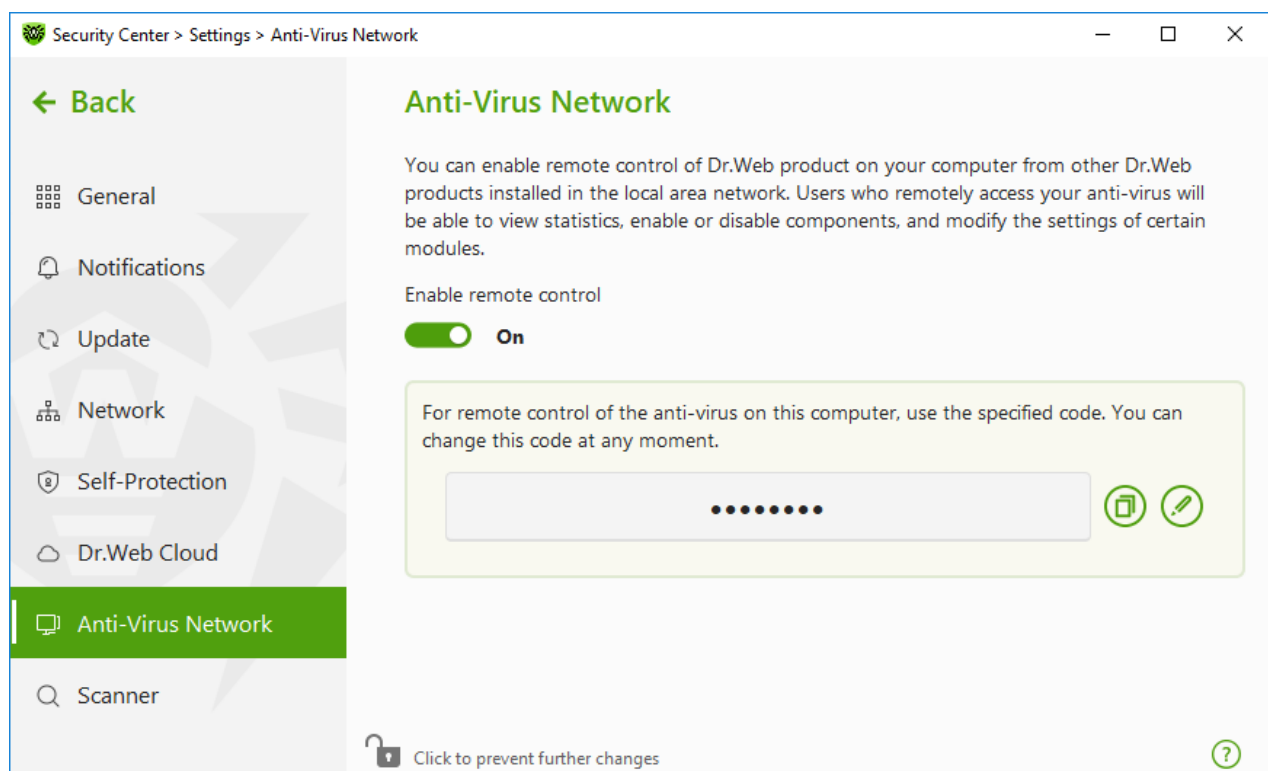 Security Center > Settings > Anti-Virus Network
Back
General
Notifications
Update
Network
Self-Protection
Dr.Web Cloud
Anti-Virus Network
Scanner
Anti-Virus Network
You can enable remote control of Dr.Web product on your computer from other Dr.Web
products installed in the local area network. Users who remotely access your anti-virus will
be able to view statistics, enable or disable components, and modify the settings of certain
modules.
Enable remote control
On
For remote control of the anti-virus on this computer, use the specified code. You can
change this code at any moment.
••••••••
Click to prevent further changes
?